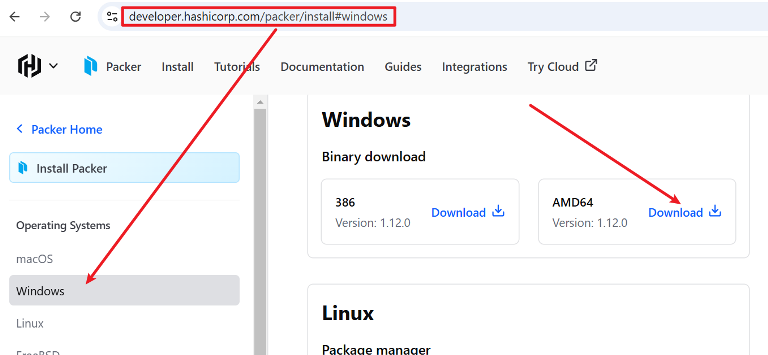 developer.hashicorp.com/packer/install#windows
Packer Install Tutorials Documentation Guides Integrations Try Cloud
Packer Home
Install Packer
Operating Systems
macOS
Windows
Linux
FreeBSD
Windows
Binary download
386
Version: 1.12.0
Download
AMD64
Version: 1.12.0
Download
Linux
Package manager